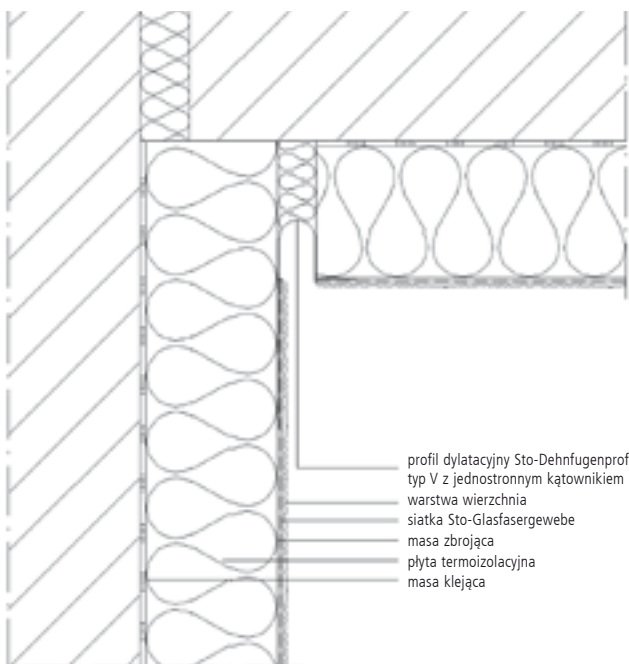 profil dylatacyjny Sto-Dehnfugenprof
typ V z jednostronnym kątownikiem
warstwa wierzchnia
siatka Sto-Glasfasergewebe
masa zbrojąca
płyta termoizolacyjna
masa klejąca